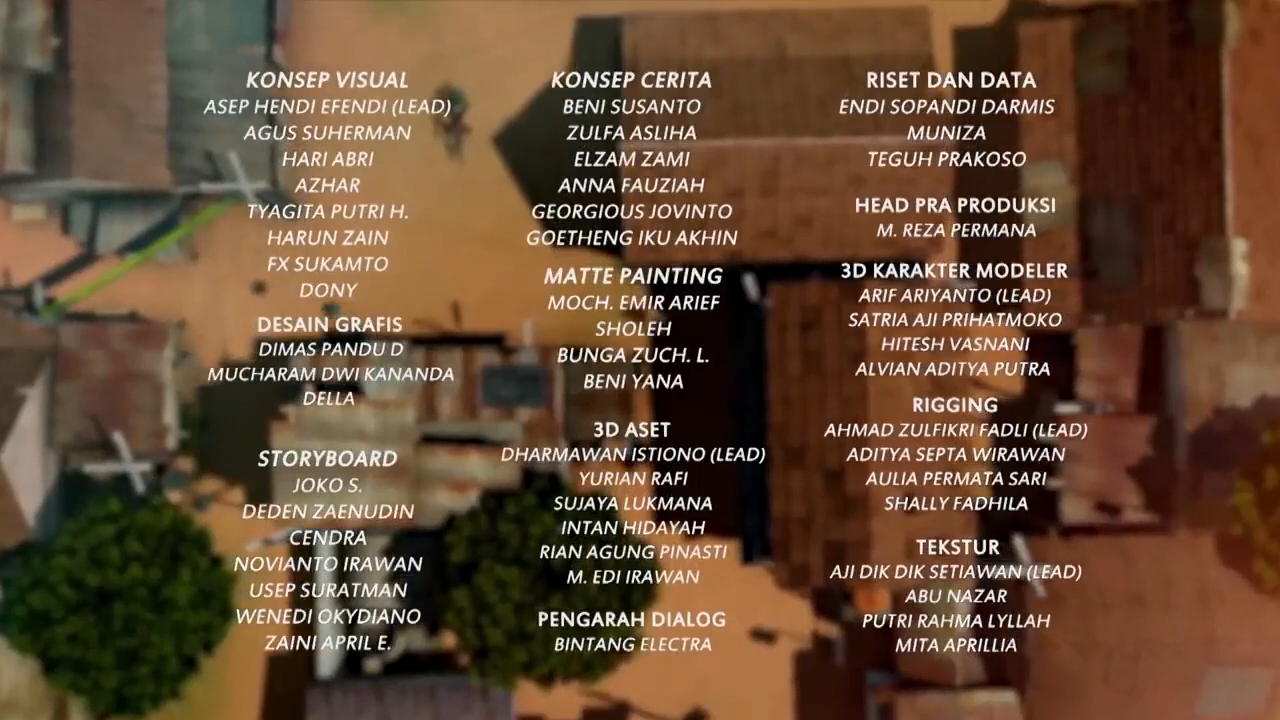 KONSEP VISUAL
ASEP HENDI EFENDI (LEAD)
AGUS SUHERMAN
HARI ABRI
AZHAR
TYAGITA PUTRI H.
HARUN ZAIN
FX SUKAMTO
DONY
DESAIN GRAFIS
DIMAS PANDU D
MUCHARAM DWI KANANDA
DELLA
STORYBOARD
JOKO S.
DEDEN ZAENUDIN
CENDRA
NOVIANTO IRAWAN
USEP SURATMAN
WENEDI OKYDIANO
ZAINI APRIL E.
KONSEP CERITA
BENI SUSANTO
ZULFA ASLIHA
ELZAM ZAMI
ANNA FAUZIAH
GEORGIOUS JOVINTO
GOETHENG IKU AKHIN
MATTE PAINTING
MOCH. EMIR ARIEF
SHOLEH
BUNGA ZUCH. L.
BENI YANA
3D ASET
DHARMAWAN ISTIONO (LEAD)
YURIAN RAFI
SUJAYA LUKMANA
INTAN HIDAYAH
RIAN AGUNG PINASTI
M. EDI IRAWAN
PENGARAH DIALOG
BINTANG ELECTRA
RISET DAN DATA
ENDI SOPANDI DARMIS
MUNIZA
TEGUH PRAKOSO
HEAD PRA PRODUKSI
M. REZA PERMANA
3D KARAKTER MODELER
ARIF ARIYANTO (LEAD)
SATRIA AJI PRIHATMOKO
HITESH VASNANI
ALVIAN ADITYA PUTRA
RIGGING
AHMAD ZULFIKRI FADLI (LEAD)
ADITYA SEPTA WIRAWAN
AULIA PERMATA SARI
SHALLY FADHILA
TEKSTUR
AJI DIK DIK SETIAWAN (LEAD)
ABU NAZAR
PUTRI RAHMA LYLLAH
MITA APRILLIA